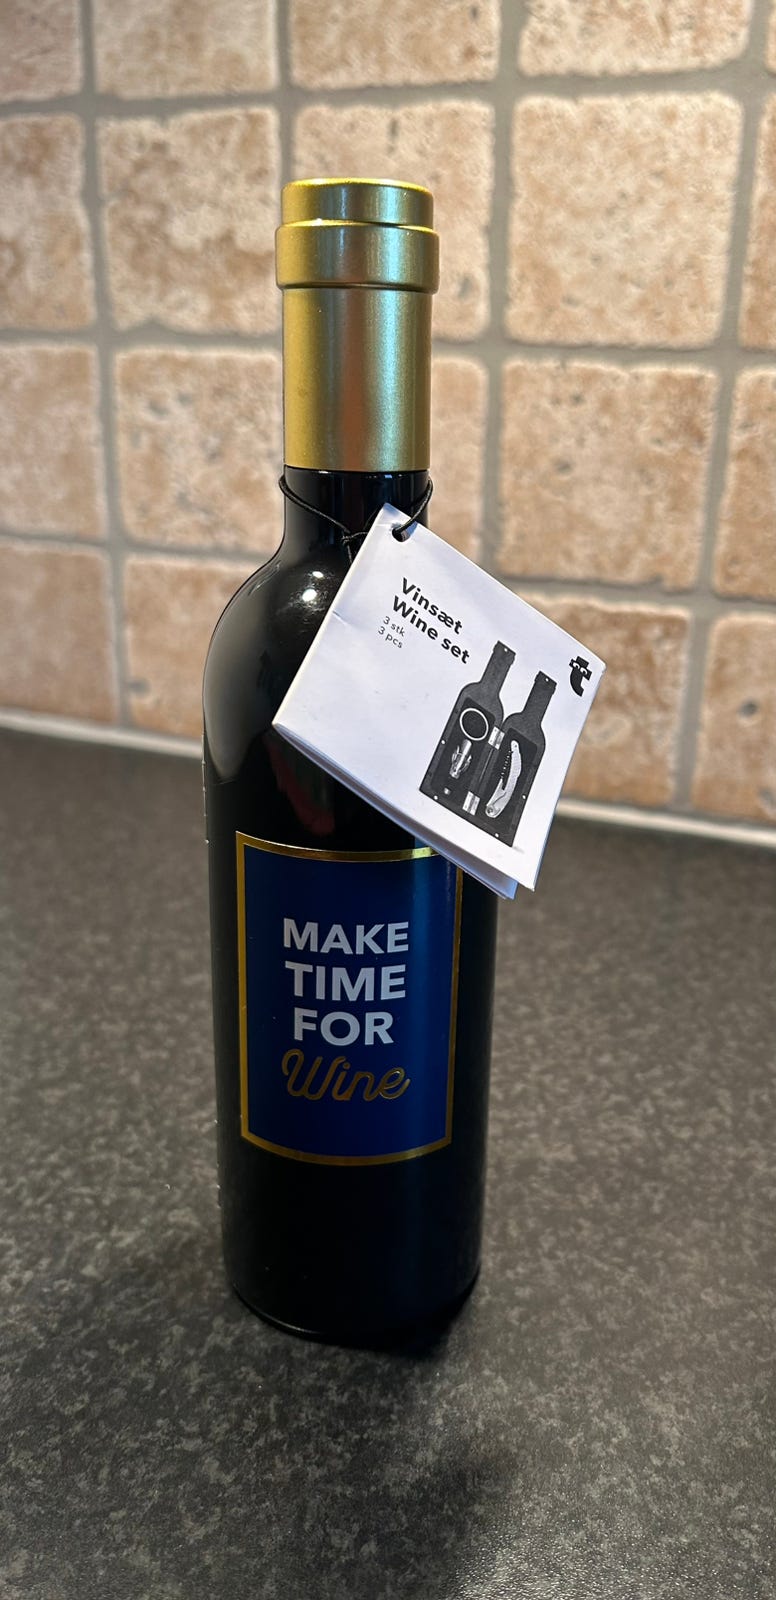 Vinsæt
Wine set
3 stk
3 pcs
MAKE
TIME
FOR
Wine